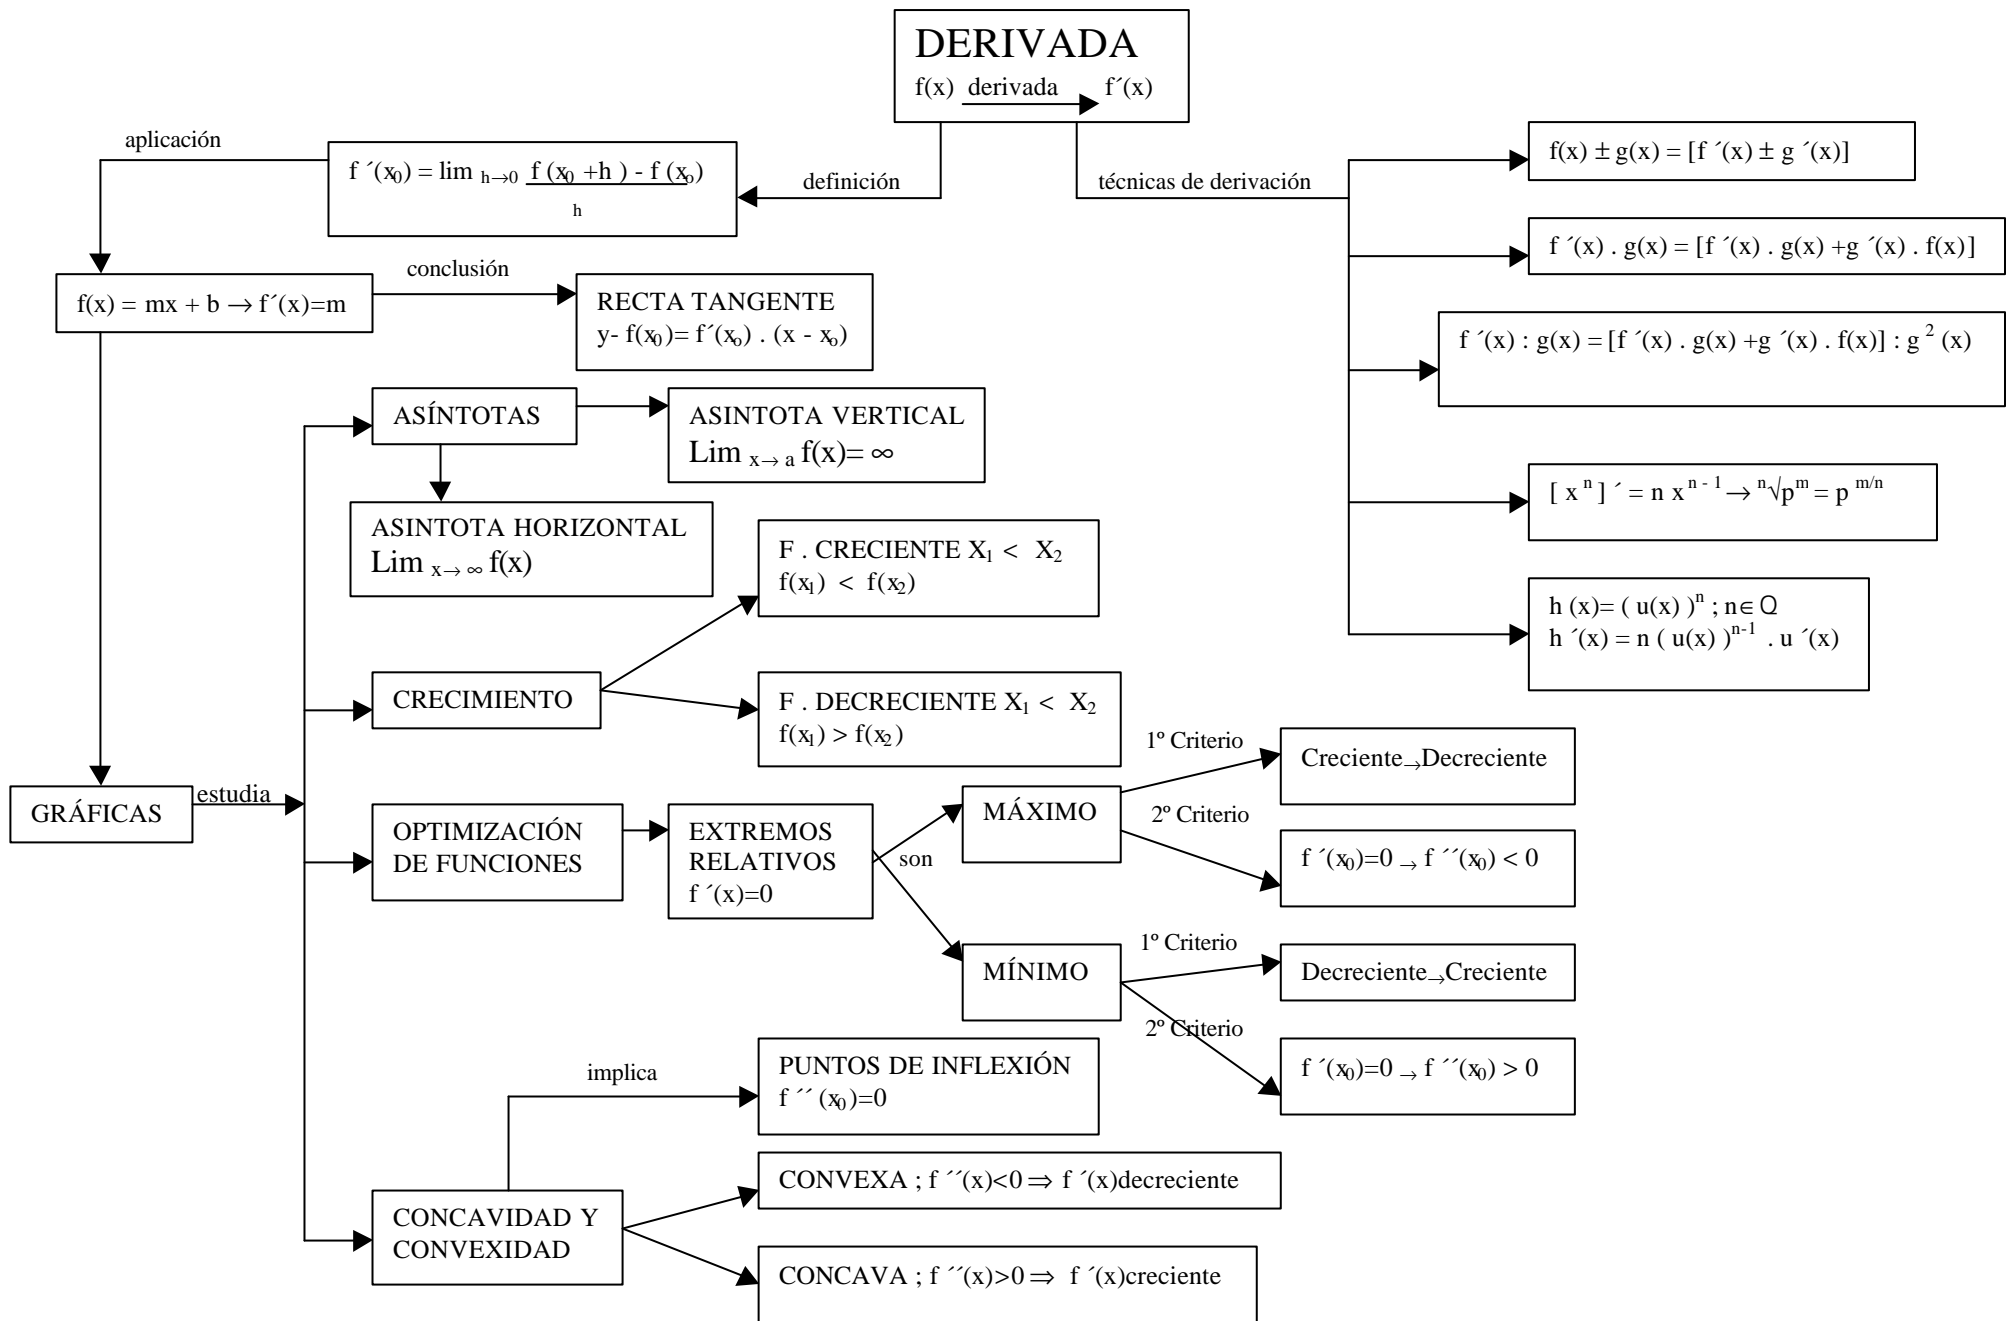 DERIVADA
f(x) derivada f´(x)
aplicación
f ´(x₀) = lim h→0 f (x₀ +h ) - f (xₒ)
h
definición
técnicas de derivación
f(x) ± g(x) = [f ´(x) ± g ´(x)]
f ´(x) . g(x) = [f ´(x) . g(x) +g ´(x) . f(x)]
f(x) = mx + b → f´(x)=m
conclusión
RECTA TANGENTE
y- f(x₀)= f´(xₒ) . (x - xₒ)
f ´(x) : g(x) = [f ´(x) . g(x) +g ´(x) . f(x)] : g ² (x)
ASÍNTOTAS
ASINTOTA VERTICAL
Lim x→ a f(x)= ∞
ASINTOTA HORIZONTAL
Lim x→ ∞ f(x)
[ x ⁿ ] ´ = n x ⁿ ⁻ ¹ → ⁿ√pᵐ = p ᵐ/ⁿ
F . CRECIENTE X₁ < X₂
f(x₁) < f(x₂)
h (x)= ( u(x) )ⁿ ; n∈ Q
h ´(x) = n ( u(x) )ⁿ⁻¹ . u ´(x)
CRECIMIENTO
F . DECRECIENTE X₁ < X₂
f(x₁) > f(x₂)
GRÁFICAS
estudia
OPTIMIZACIÓN
DE FUNCIONES
EXTREMOS
RELATIVOS
f ´(x)=0
son
MÁXIMO
1º Criterio
Creciente→Decreciente
2º Criterio
f ´(x₀)=0 → f ´´(x₀) < 0
MÍNIMO
1º Criterio
Decreciente→Creciente
2º Criterio
f ´(x₀)=0 → f ´´(x₀) > 0
implica
PUNTOS DE INFLEXIÓN
f ´´ (x₀)=0
CONCAVIDAD Y
CONVEXIDAD
CONVEXA ; f ´´(x)<0 ⇒ f ´(x)decreciente
CONCAVA ; f ´´(x)>0 ⇒ f ´(x)creciente